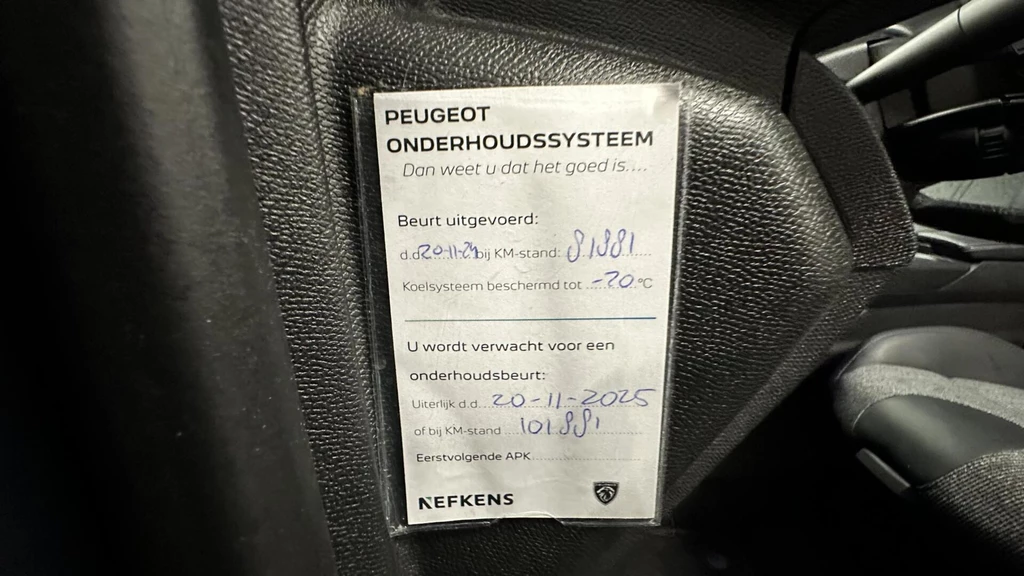 PEUGEOT
ONDERHOUDSSYSTEEM
Dan weet u dat het goed is....
Beurt uitgevoerd:
d.d. 20-11-24 bij KM-stand: 81881
Koelsysteem beschermd tot -20 °C
U wordt verwacht voor een
onderhoudsbeurt:
Uiterlijk d.d. 20-11-2025
of bij KM-stand 101881
Eerstvolgende APK
NEFKENS